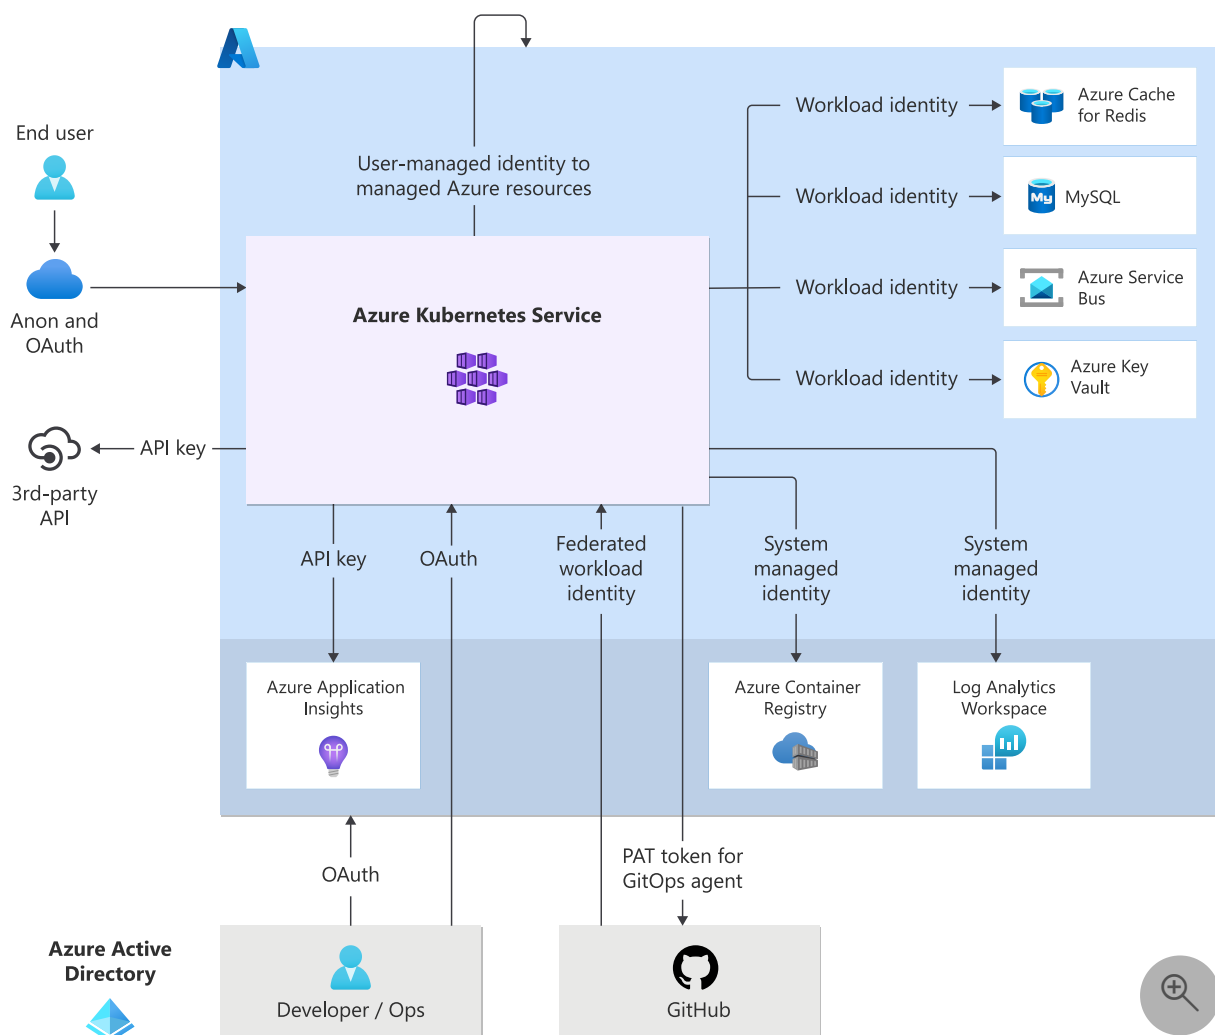 End user
Anon and
OAuth
3rd-party
API
API key
User-managed identity to
managed Azure resources
Azure Kubernetes Service
Workload identity
Azure Cache
for Redis
Workload identity
My
MySQL
Workload identity
Azure Service
Bus
Workload identity
Azure Key
Vault
API key
OAuth
Federated
workload
identity
System
managed
identity
System
managed
identity
Azure Application
Insights
Azure Container
Registry
Log Analytics
Workspace
OAuth
PAT token for
GitOps agent
Azure Active
Directory
Developer / Ops
GitHub